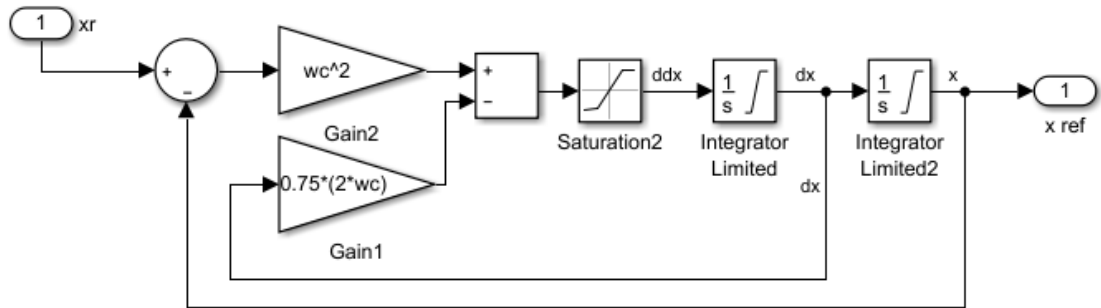 1
xr
+
−
wc^2
Gain2
0.75*(2*wc)
Gain1
+
−
Saturation2
ddx
1
s
Integrator
Limited
dx
dx
1
s
Integrator
Limited2
x
1
x ref